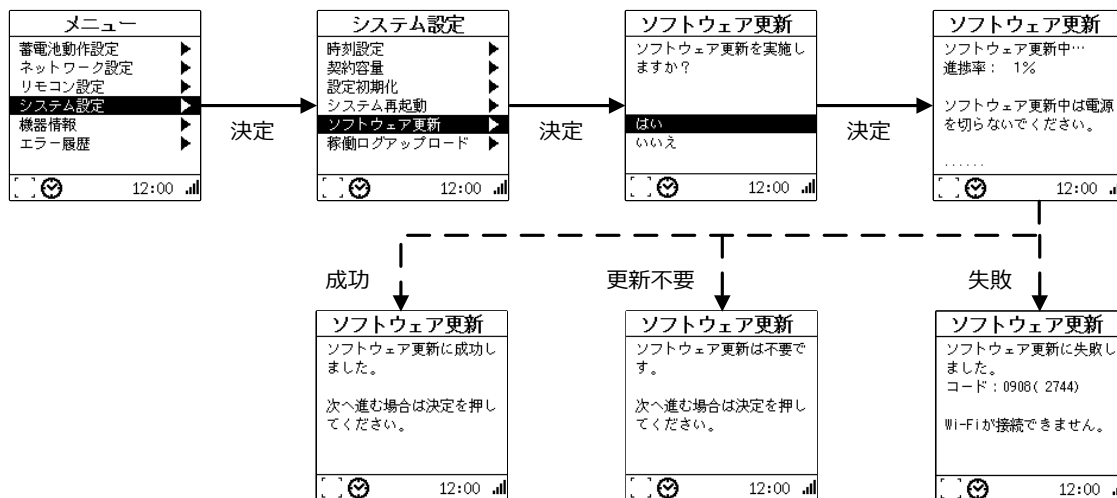 メニュー
蓄電池動作設定
ネットワーク設定
リモコン設定
システム設定
機器情報
エラー履歴
12:00
決定
システム設定
時刻設定
契約容量
設定初期化
システム再起動
ソフトウェア更新
稼働ログアップロード
12:00
決定
ソフトウェア更新
ソフトウェア更新を実施し
ますか?
はい
いいえ
12:00
決定
ソフトウェア更新
ソフトウェア更新中…
進捗率: 1%
ソフトウェア更新中は電源
を切らないでください。
......
12:00
成功
ソフトウェア更新
ソフトウェア更新に成功し
ました。
次へ進む場合は決定を押し
てください。
12:00
更新不要
ソフトウェア更新
ソフトウェア更新は不要で
す。
次へ進む場合は決定を押し
てください。
12:00
失敗
ソフトウェア更新
ソフトウェア更新に失敗し
ました。
コード:0908( 2744)
Wi-Fiが接続できません。
12:00